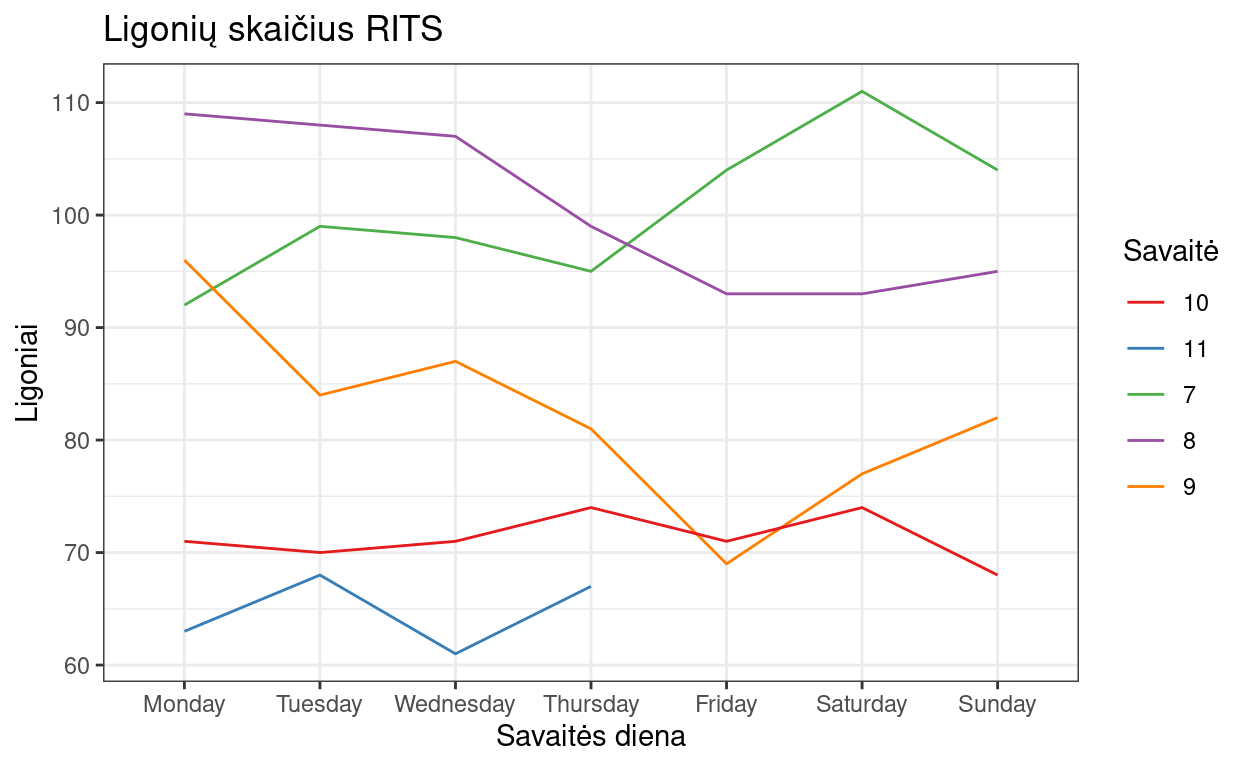 Ligonių skaičius RITS
Ligoniai
110
100
90
80
70
60
Monday Tuesday Wednesday Thursday Friday Saturday Sunday
Savaitės diena
Savaitė
10
11
7
8
9